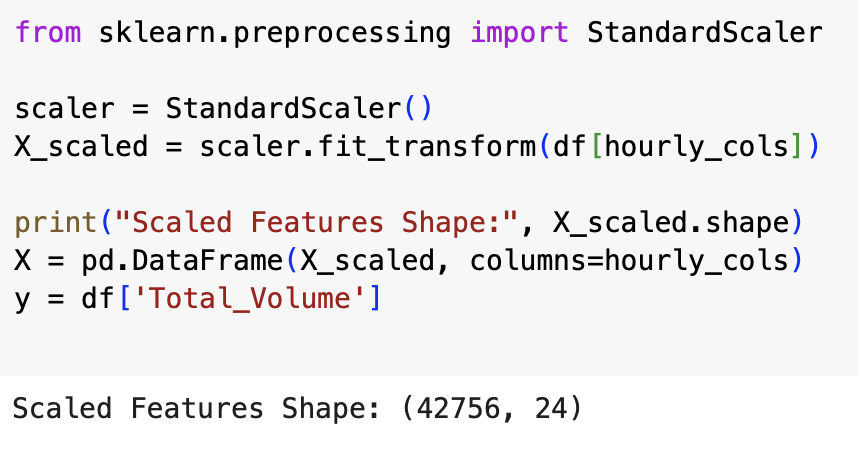 from sklearn.preprocessing import StandardScaler
scaler = StandardScaler()
X_scaled = scaler.fit_transform(df[hourly_cols])
print("Scaled Features Shape:", X_scaled.shape)
X = pd.DataFrame(X_scaled, columns=hourly_cols)
y = df['Total_Volume']
Scaled Features Shape: (42756, 24)